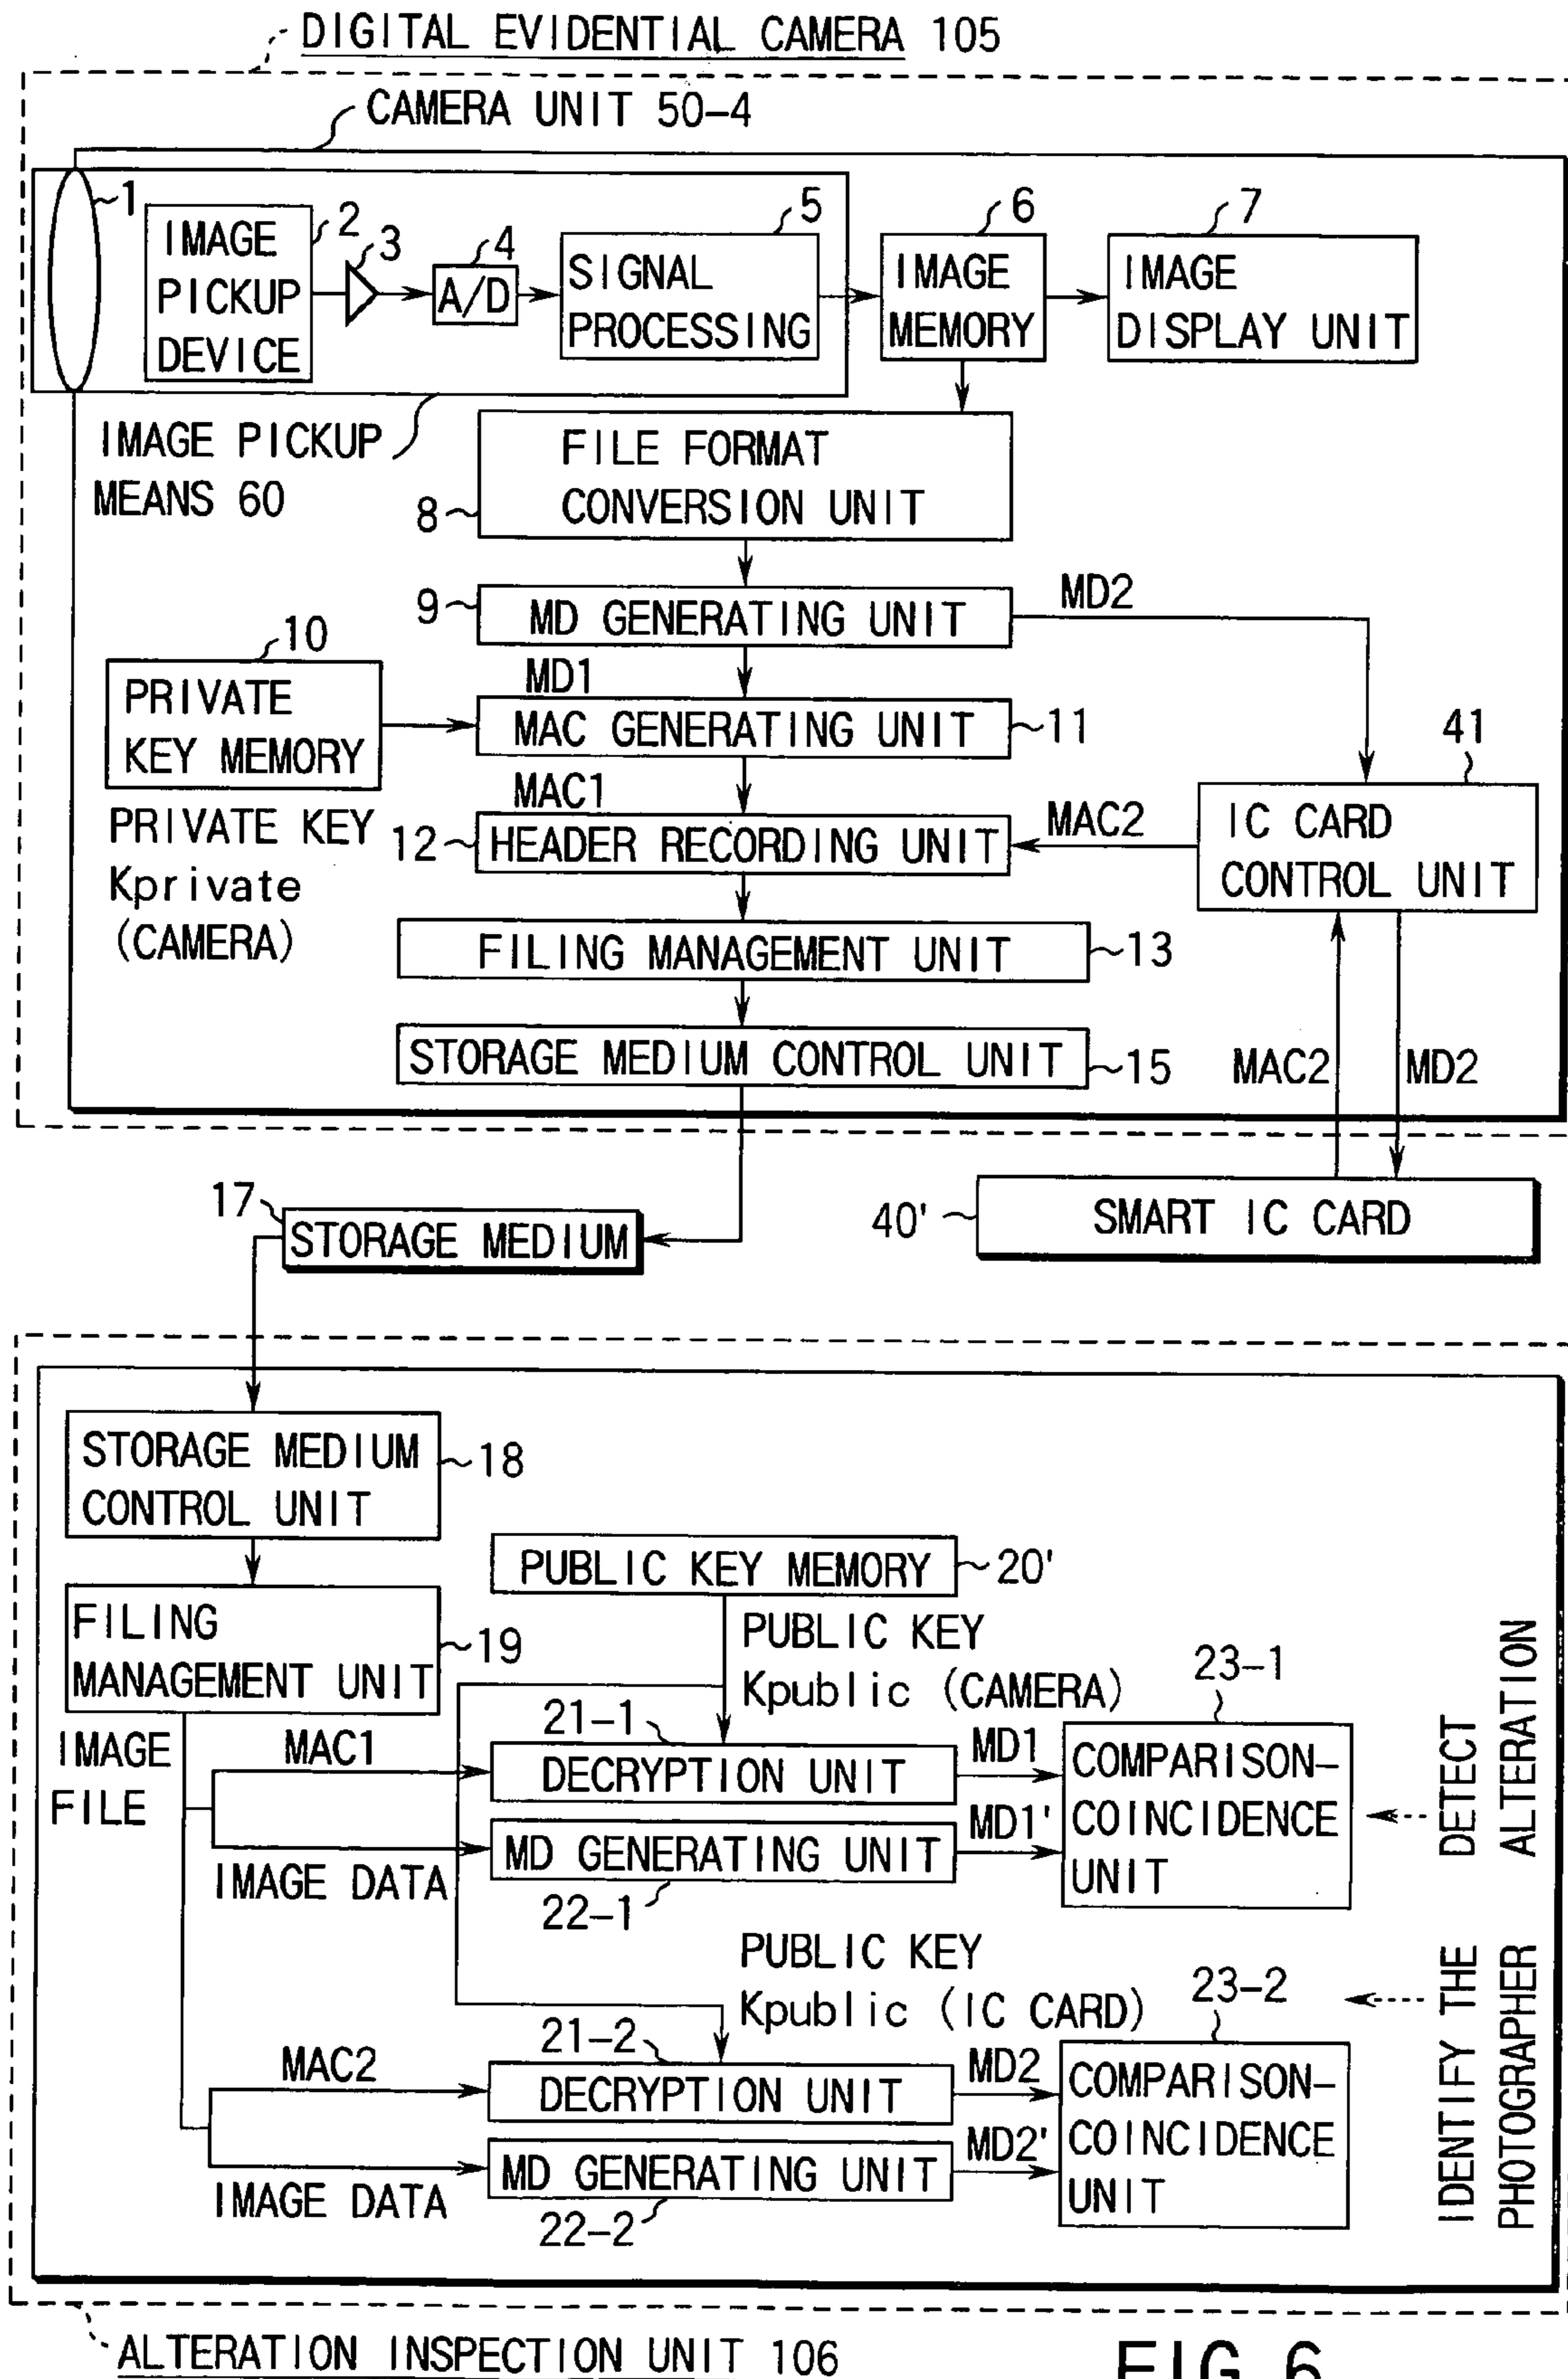 DIGITAL EVIDENTIAL CAMERA 105
CAMERA UNIT 50-4
1
IMAGE
PICKUP
DEVICE
2
3
4
A/D
5
SIGNAL
PROCESSING
6
IMAGE
MEMORY
7
IMAGE
DISPLAY UNIT
IMAGE PICKUP
MEANS 60
8
FILE FORMAT
CONVERSION UNIT
9
MD GENERATING UNIT
MD2
10
PRIVATE
KEY MEMORY
MD1
MAC GENERATING UNIT
11
41
PRIVATE KEY
Kprivate
(CAMERA)
MAC1
12
HEADER RECORDING UNIT
MAC2
IC CARD
CONTROL UNIT
FILING MANAGEMENT UNIT
13
STORAGE MEDIUM CONTROL UNIT
15
MAC2
MD2
17
STORAGE MEDIUM
40'
SMART IC CARD
STORAGE MEDIUM
CONTROL UNIT
18
PUBLIC KEY MEMORY
20'
FILING
MANAGEMENT UNIT
19
PUBLIC KEY
Kpublic (CAMERA)
23-1
IMAGE
FILE
MAC1
21-1
DECRYPTION UNIT
MD1
COMPARISON-
COINCIDENCE
UNIT
DETECT
ALTERATION
IMAGE DATA
MD GENERATING UNIT
22-1
MD1'
PUBLIC KEY
Kpublic (IC CARD)
23-2
IDENTIFY THE
PHOTOGRAPHER
MAC2
21-2
DECRYPTION UNIT
MD2
COMPARISON-
COINCIDENCE
UNIT
IMAGE DATA
MD GENERATING UNIT
22-2
MD2'
ALTERATION INSPECTION UNIT 106
FIG. 6